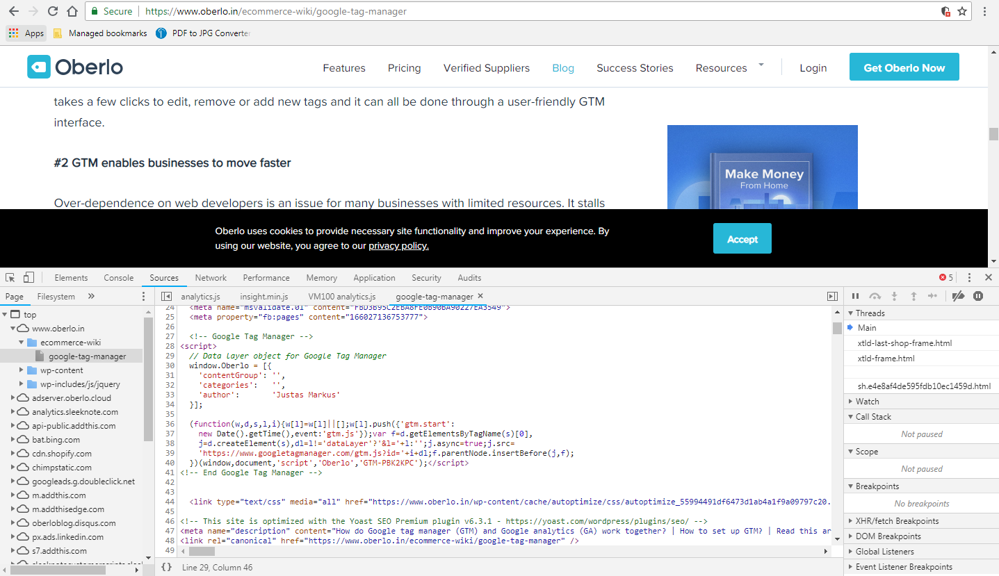 Secure https://www.oberlo.in/ecommerce-wiki/google-tag-manager
Apps Managed bookmarks PDF to JPG Converter
Oberlo Features Pricing Verified Suppliers Blog Success Stories Resources Login Get Oberlo Now
takes a few clicks to edit, remove or add new tags and it can all be done through a user-friendly GTM
interface.
#2 GTM enables businesses to move faster
Over-dependence on web developers is an issue for many businesses with limited resources. It stalls
Make Money
From Home
Oberlo uses cookies to provide necessary site functionality and improve your experience. By
using our website, you agree to our privacy policy.
Accept
Elements Console Sources Network Performance Memory Application Security Audits 5
Page Filesystem »
top
www.oberlo.in
ecommerce-wiki
google-tag-manager
wp-content
wp-includes/js/jquery
adserver.oberlo.cloud
analytics.sleeknote.com
api-public.addthis.com
bat.bing.com
cdn.shopify.com
chimpstatic.com
googleads.g.doubleclick.net
m.addthis.com
m.addthisedge.com
oberloblog.disqus.com
px.ads.linkedin.com
s7.addthis.com
analytics.js insight.min.js VM100 analytics.js google-tag-manager ×
24 <meta name="msvalidate.01" content="FBD3B95C2EBA8FE0B90BA90227EA3549">
25 <meta property="fb:pages" content="166027136753777">
26
27 <!-- Google Tag Manager -->
28 <script>
29 // Data layer object for Google Tag Manager
30 window.Oberlo = [{
31 'contentGroup': '',
32 'categories': '',
33 'author': 'Justas Markus'
34 }];
35
36 (function(w,d,s,l,i){w[l]=w[l]||[];w[l].push({'gtm.start':
37 new Date().getTime(),event:'gtm.js'});var f=d.getElementsByTagName(s)[0],
38 j=d.createElement(s),dl=l!='dataLayer'?'&l='+l:'';j.async=true;j.src=
39 'https://www.googletagmanager.com/gtm.js?id='+i+dl;f.parentNode.insertBefore(j,f);
40 })(window,document,'script','Oberlo','GTM-PBK2KPC');</script>
41 <!-- End Google Tag Manager -->
42
43
44 <link type="text/css" media="all" href="https://www.oberlo.in/wp-content/cache/autoptimize/css/autoptimize_55994491df6473d1ab4a1f9a09797c20.
45
46 <!-- This site is optimized with the Yoast SEO Premium plugin v6.3.1 - https://yoast.com/wordpress/plugins/seo/ -->
47 <meta name="description" content="How do Google tag manager (GTM) and Google analytics (GA) work together? | How to set up GTM? | Read this ar
48 <link rel="canonical" href="https://www.oberlo.in/ecommerce-wiki/google-tag-manager" />
49
{} Line 29, Column 46
Threads
Main
xtld-last-shop-frame.html
xtld-frame.html
sh.e4e8af4de595fdb10ec1459d.html
Watch
Call Stack
Not paused
Scope
Not paused
Breakpoints
No breakpoints
XHR/fetch Breakpoints
DOM Breakpoints
Global Listeners
Event Listener Breakpoints